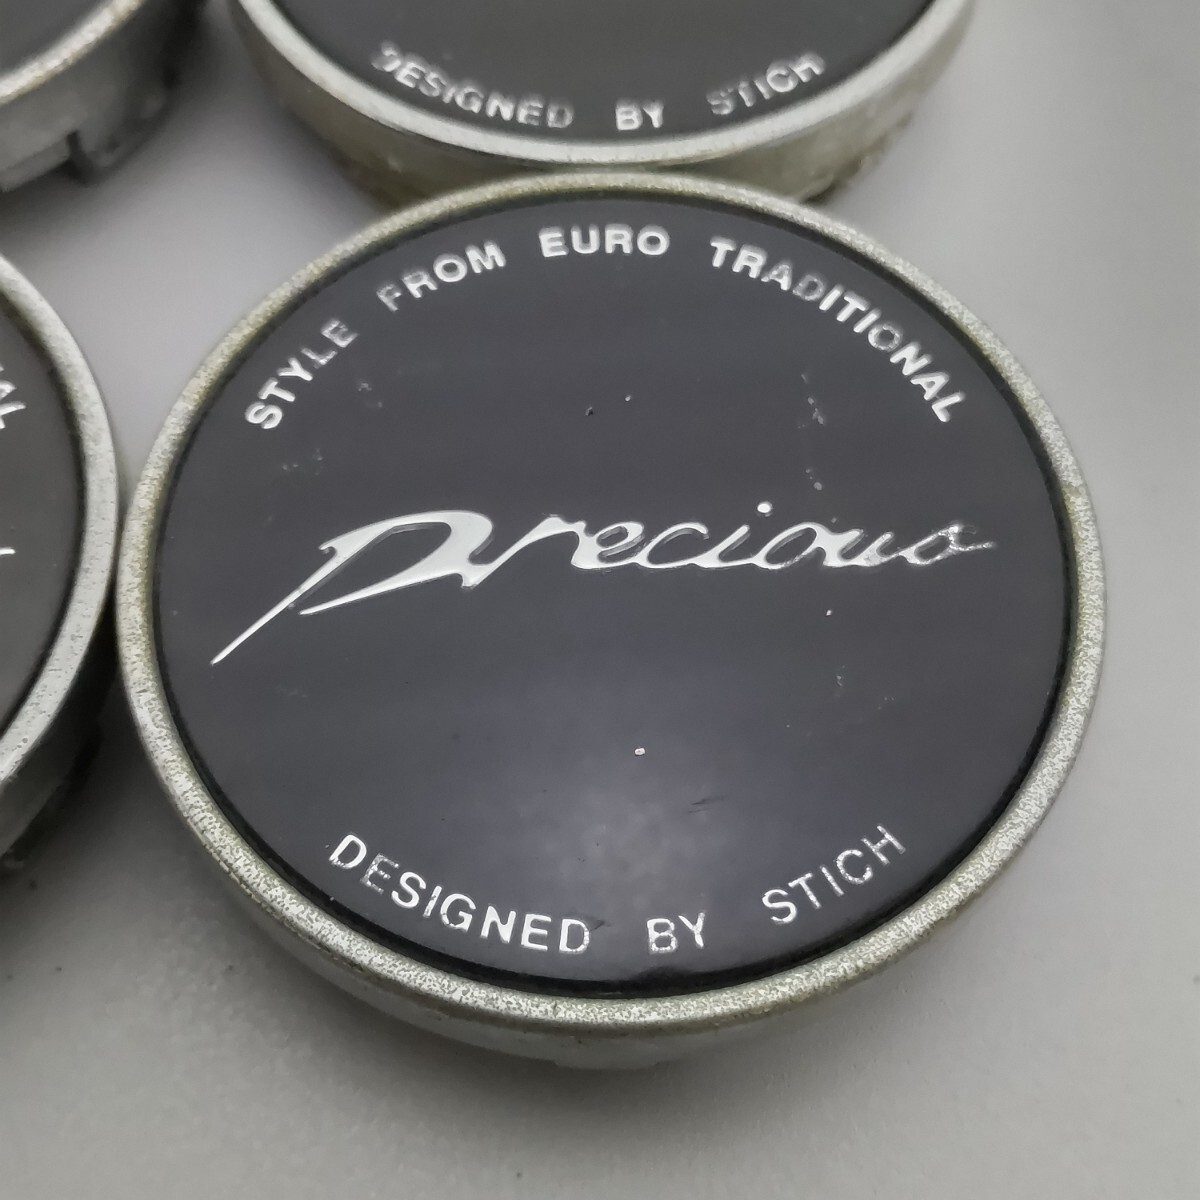 DESIGNED BY STICH
STYLE FROM EURO TRADITIONAL
precious
DESIGNED BY STICH